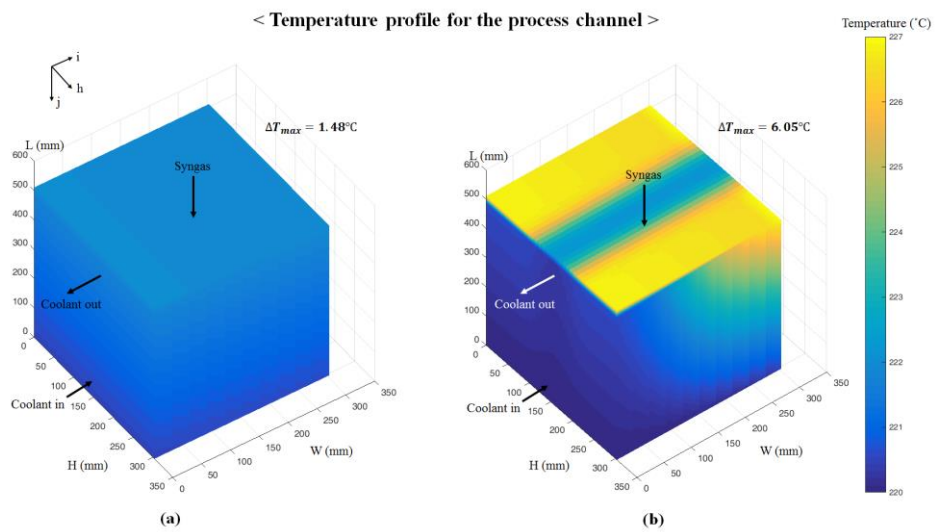 < Temperature profile for the process channel >
Temperature (˚C)
i
h
j
ΔT_max = 1.48℃
L (mm)
600
500
400
300
200
100
0
Syngas
Coolant out
Coolant in
0
50
100
150
200
250
300
350
H (mm)
0
50
100
150
200
250
300
350
W (mm)
(a)
ΔT_max = 6.05℃
L (mm)
600
500
400
300
200
100
0
Syngas
Coolant out
Coolant in
0
50
100
150
200
250
300
350
H (mm)
0
50
100
150
200
250
300
350
W (mm)
(b)
227
226
225
224
223
222
221
220